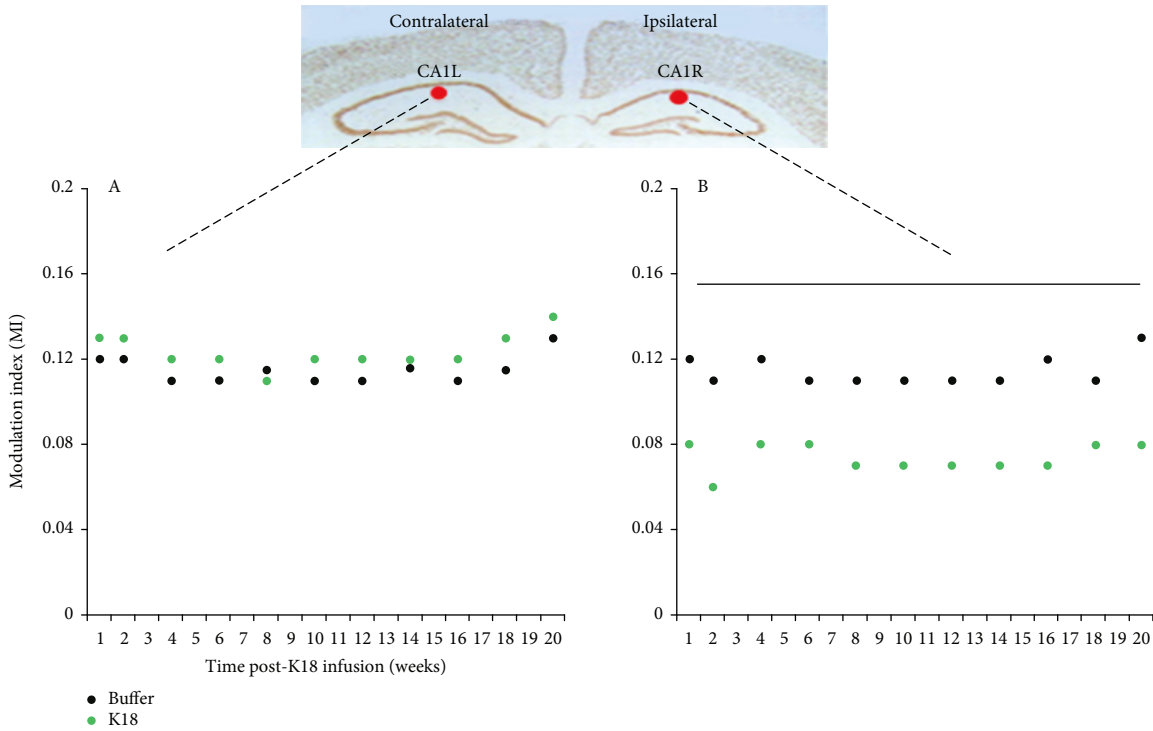 Contralateral Ipsilateral
CA1L CA1R
A
0.2
0.16
0.12
0.08
0.04
0
Modulation index (MI)
1 2 3 4 6 7 8 9 10 11 12 13 14 15 16 17 18 19 20
Time post-K18 infusion (weeks)
Buffer
K18
B
0.2
0.16
0.12
0.08
0.04
0
1 2 3 4 6 7 8 9 10 11 12 13 14 15 16 17 18 19 20